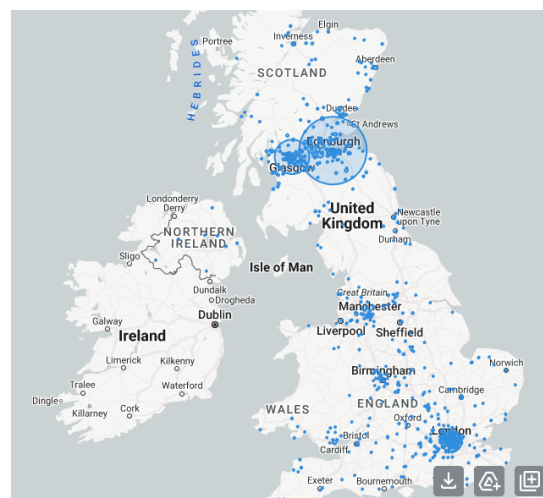 Elgin
Inverness
Portree
HEBRIDES
Aberdeen
SCOTLAND
Dundee
St Andrews
Edinburgh
Glasgow
Londonderry
Derry
United
Kingdom
Newcastle
upon Tyne
NORTHERN
IRELAND
Durham
Sligo
Isle of Man
Dundalk
Drogheda
Great Britain
Manchester
Dublin
Galway
Ireland
Liverpool
Sheffield
Limerick
Kilkenny
Birmingham
Norwich
Tralee
Waterford
Cambridge
Dingle
Killarney
Cork
WALES
ENGLAND
Oxford
London
Bristol
Cardiff
Exeter
Bournemouth